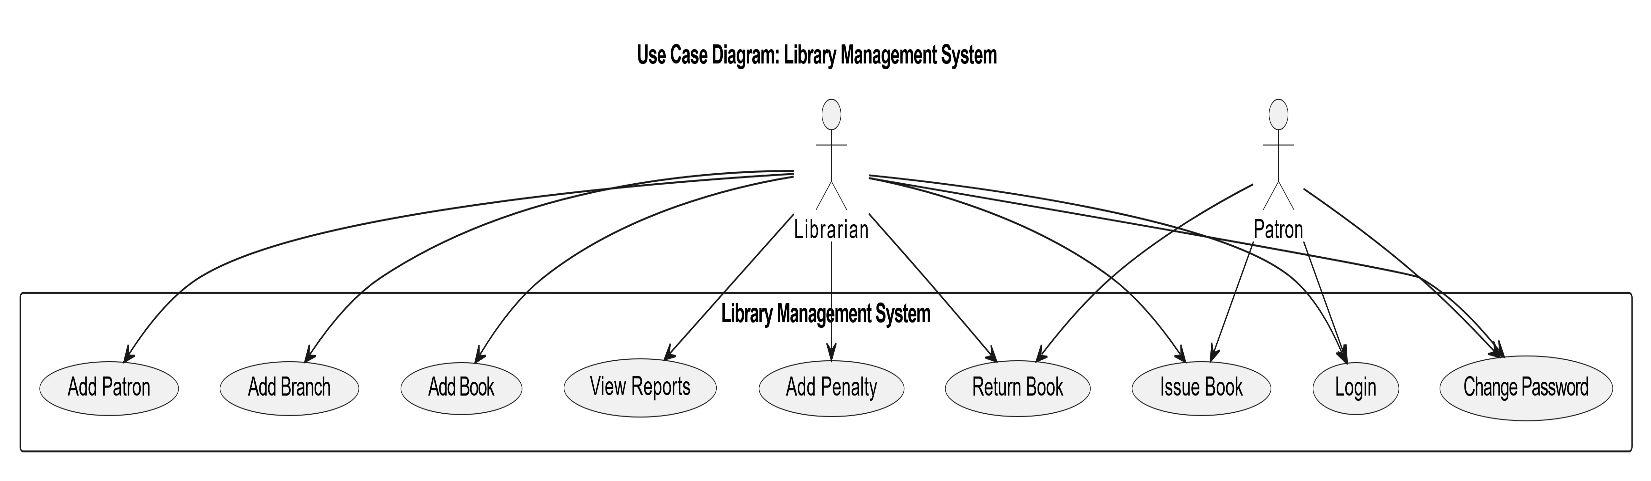 Use Case Diagram: Library Management System
Librarian
Patron
Library Management System
Add Patron
Add Branch
Add Book
View Reports
Add Penalty
Return Book
Issue Book
Login
Change Password